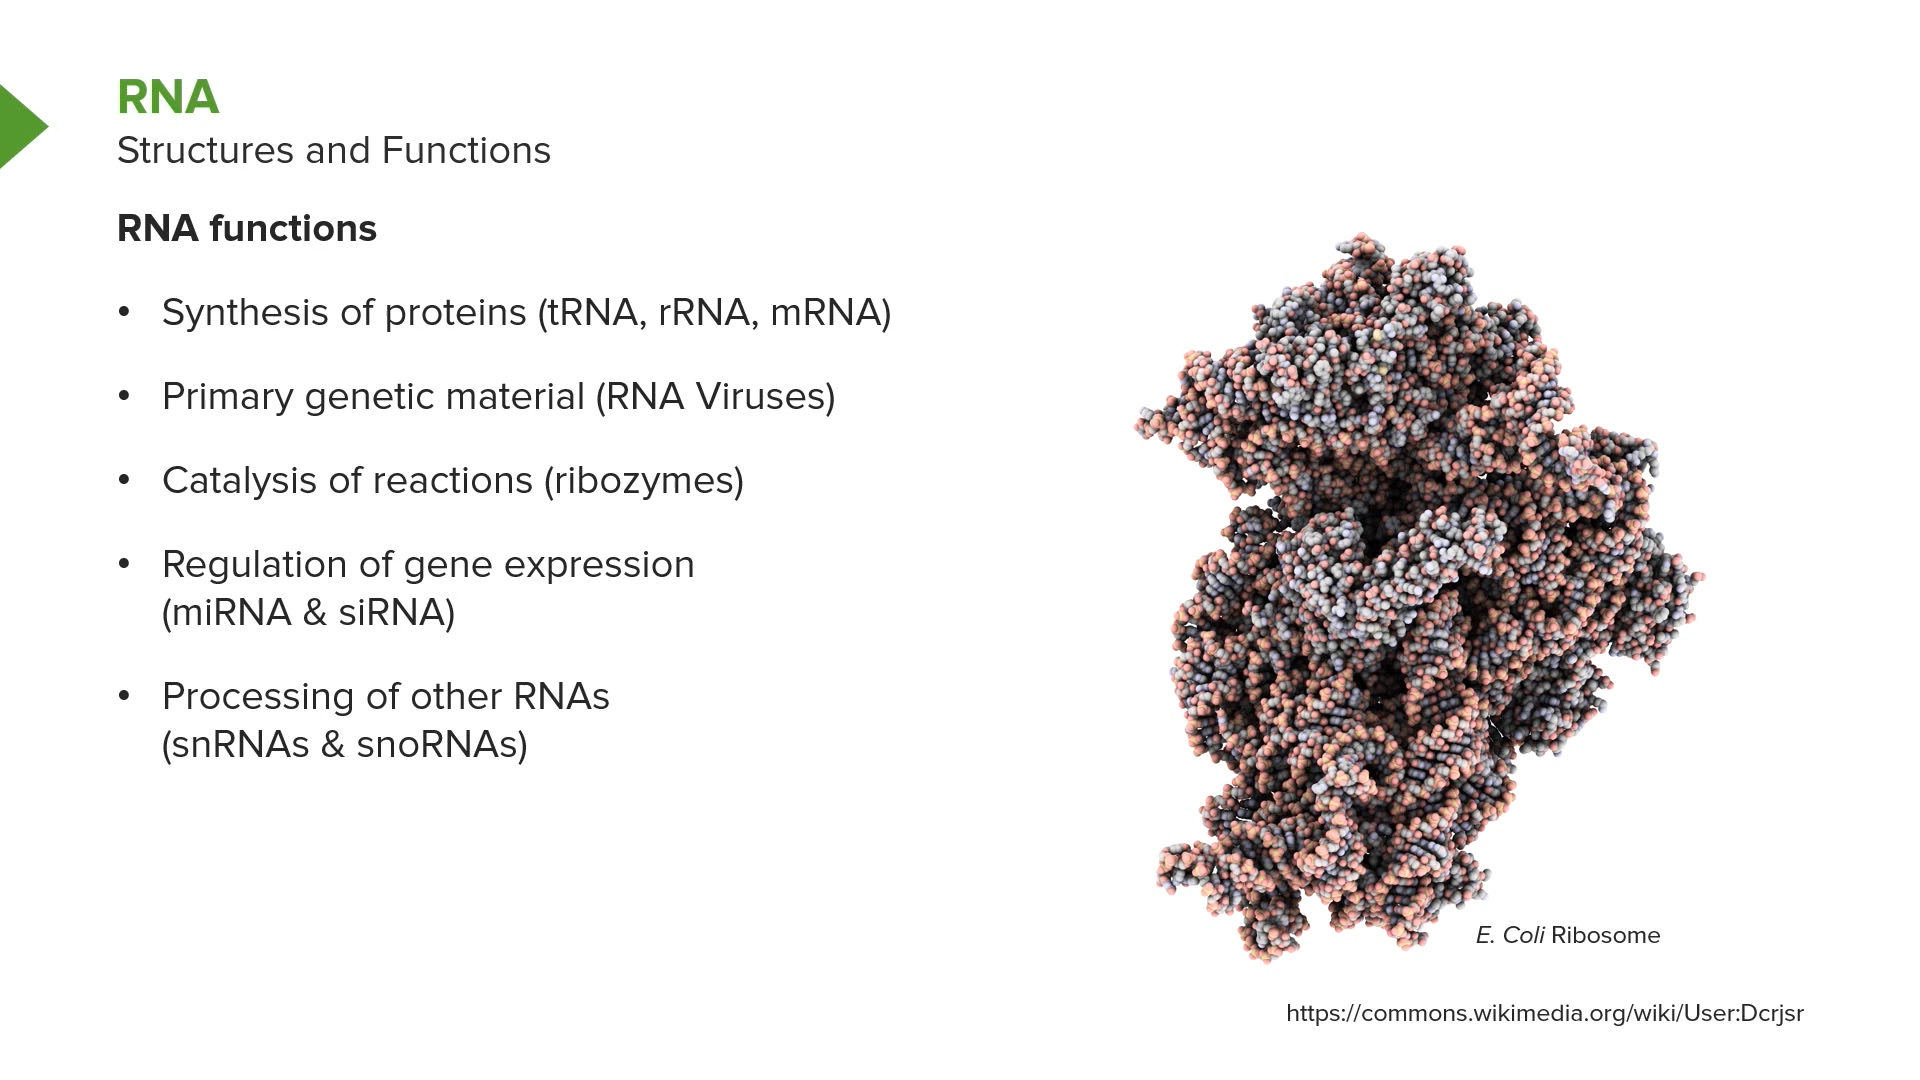 RNA
Structures and Functions
RNA functions
• Synthesis of proteins (tRNA, rRNA, mRNA)
• Primary genetic material (RNA Viruses)
• Catalysis of reactions (ribozymes)
• Regulation of gene expression
(miRNA & siRNA)
• Processing of other RNAs
(snRNAs & snoRNAs)
E. Coli Ribosome
https://commons.wikimedia.org/wiki/User:Dcrjsr